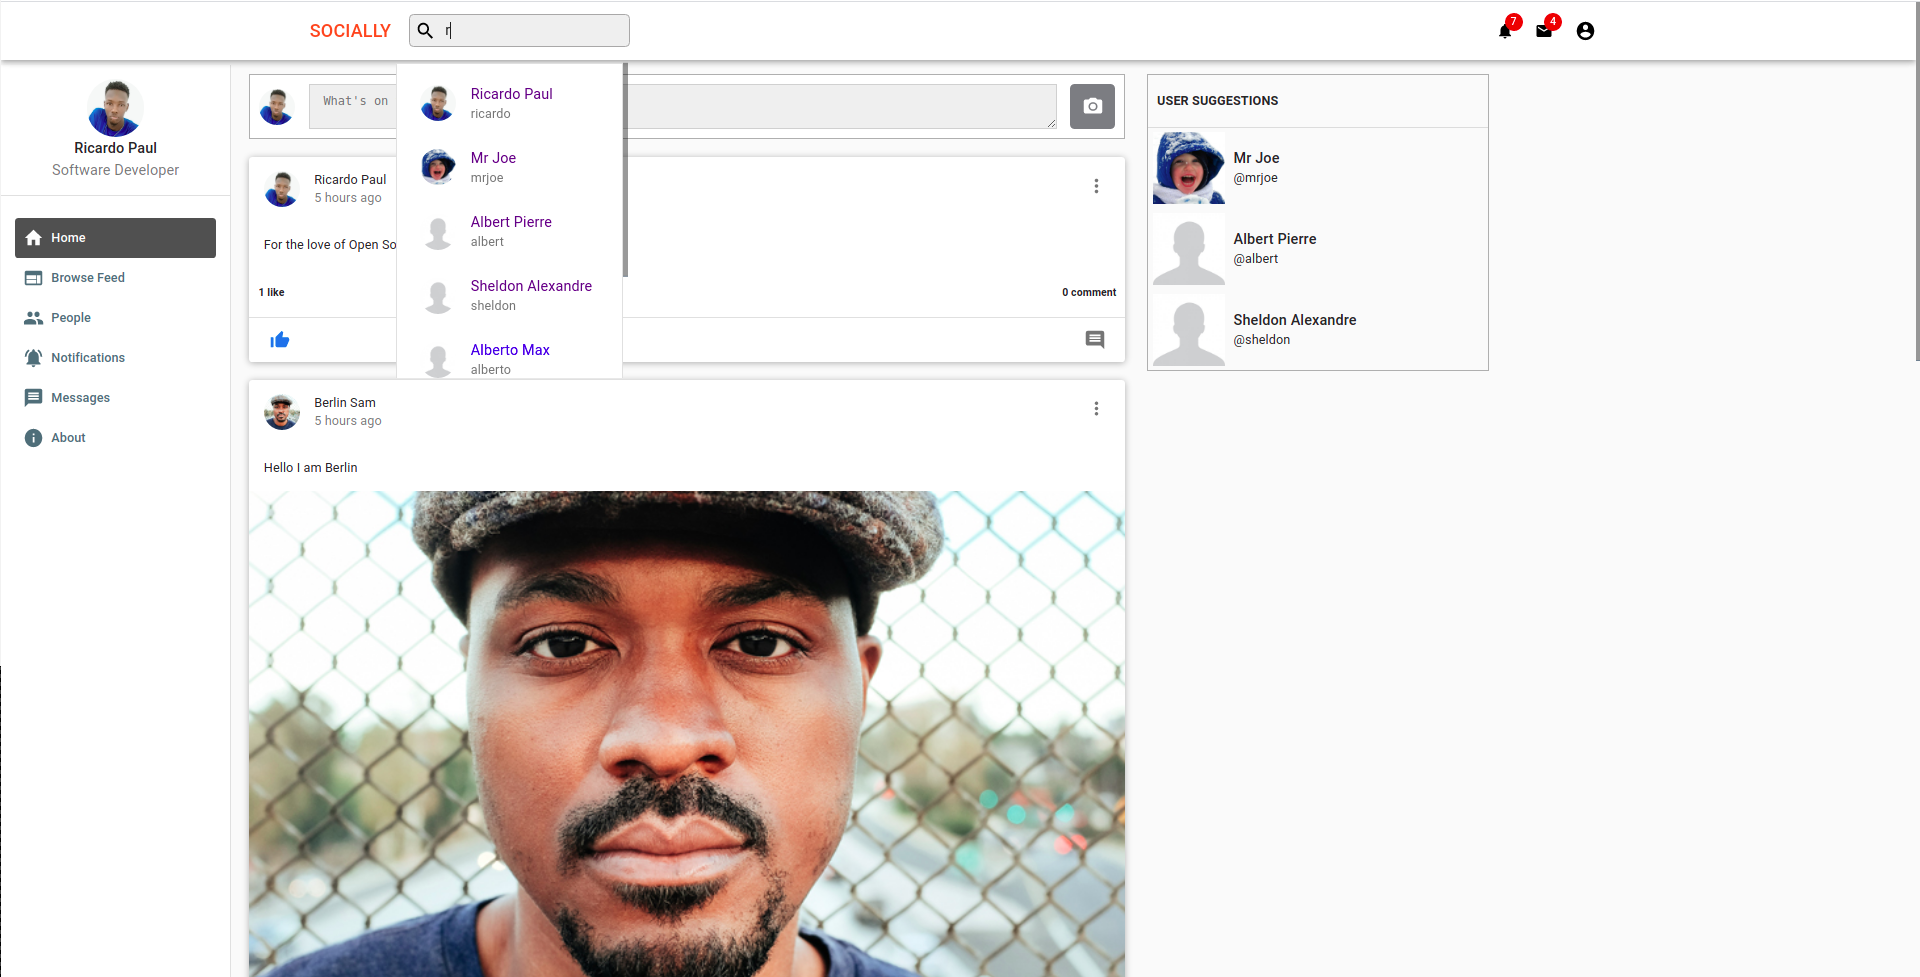 SOCIALLY
r
7
4
Ricardo Paul
Software Developer
Home
Browse Feed
People
Notifications
Messages
About
What's on
Ricardo Paul
ricardo
Mr Joe
mrjoe
Albert Pierre
albert
Sheldon Alexandre
sheldon
Alberto Max
alberto
Ricardo Paul
5 hours ago
For the love of Open So
1 like
0 comment
Berlin Sam
5 hours ago
Hello I am Berlin
USER SUGGESTIONS
Mr Joe
@mrjoe
Albert Pierre
@albert
Sheldon Alexandre
@sheldon